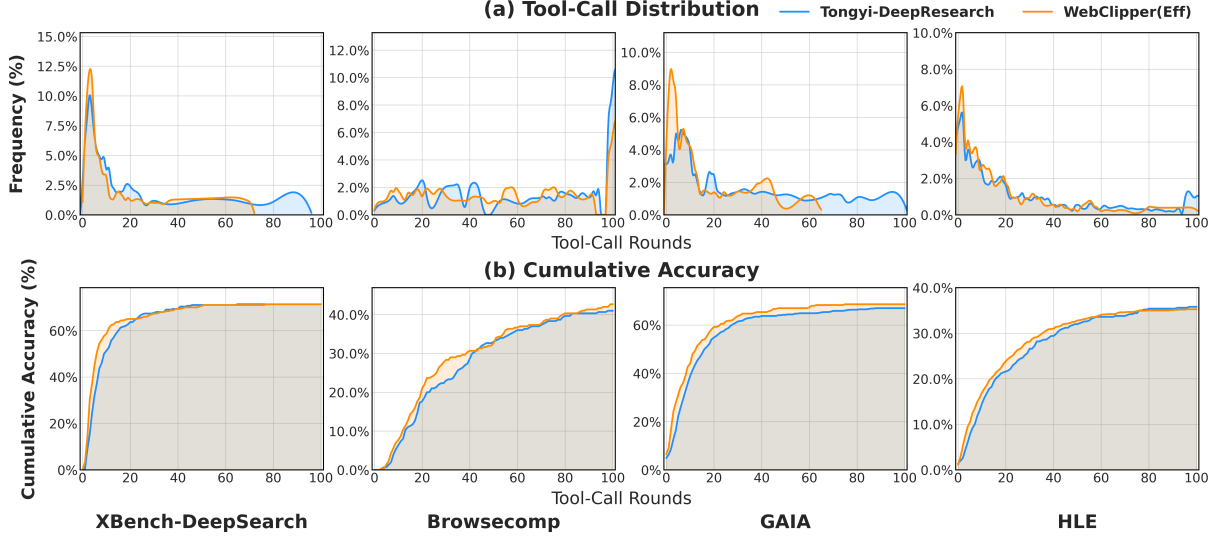 (a) Tool-Call Distribution
Tongyi-DeepResearch
WebClipper(Eff)
Frequency (%)
15.0%
12.5%
10.0%
7.5%
5.0%
2.5%
0.0%
0 20 40 60 80 100
12.0%
10.0%
8.0%
6.0%
4.0%
2.0%
0.0%
0 20 40 60 80 100
10.0%
8.0%
6.0%
4.0%
2.0%
0.0%
0 20 40 60 80 100
10.0%
8.0%
6.0%
4.0%
2.0%
0.0%
0 20 40 60 80 100
Tool-Call Rounds
(b) Cumulative Accuracy
Cumulative Accuracy (%)
60%
40%
20%
0%
0 20 40 60 80 100
40.0%
30.0%
20.0%
10.0%
0.0%
0 20 40 60 80 100
60%
40%
20%
0%
0 20 40 60 80 100
40.0%
30.0%
20.0%
10.0%
0.0%
0 20 40 60 80 100
Tool-Call Rounds
XBench-DeepSearch
Browsecomp
GAIA
HLE